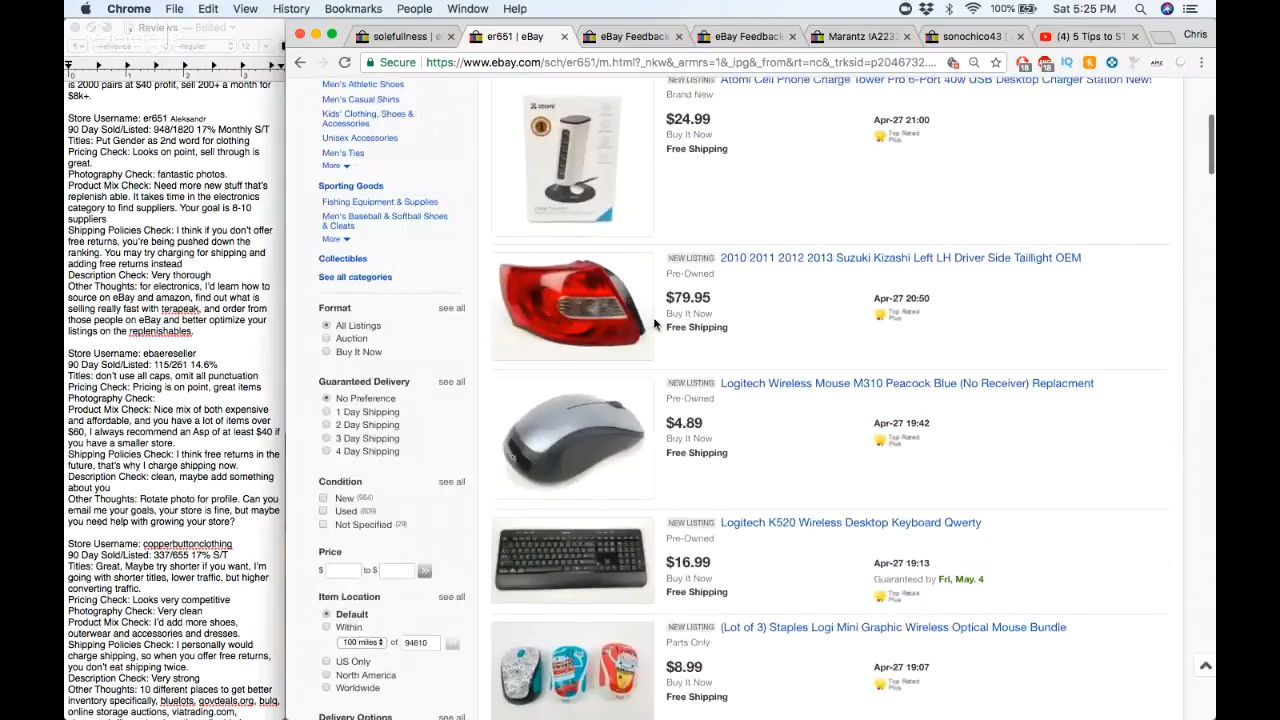 Chrome File Edit View History Bookmarks People Window Help
100% Sat 5:25 PM
Reviews — Edited
Regular 12
solefulness | e
er651 | eBay
eBay Feedback
eBay Feedback
Marantz IA223
sonochico43 |
(4) 5 Tips to ST
Chris
Secure https://www.ebay.com/sch/er651/m.html?_nkw&_armrs=1&_ipg&_from&rt=nc&_trksid=p2046732....
is 2000 pairs at $40 profit, sell 200+ a month for
$8k+.
Store Username: er651 Aleksandr
90 Day Sold/Listed: 948/1820 17% Monthly S/T
Titles: Put Gender as 2nd word for clothing
Pricing Check: Looks on point, sell through is
great.
Photography Check: fantastic photos.
Product Mix Check: Need more new stuff that's
replenish able. It takes time in the electronics
category to find suppliers. Your goal is 8-10
suppliers
Shipping Policies Check: I think if you don't offer
free returns, you're being pushed down the
ranking. You may try charging for shipping and
adding free returns instead
Description Check: Very thorough
Other Thoughts: for electronics, I'd learn how to
source on eBay and amazon, find out what is
selling really fast with terapeak, and order from
those people on eBay and better optimize your
listings on the replenishables.
Store Username: ebaereseller
90 Day Sold/Listed: 115/261 14.6%
Titles: don't use all caps, omit all punctuation
Pricing Check: Pricing is on point, great items
Photography Check:
Product Mix Check: Nice mix of both expensive
and affordable, and you have a lot of items over
$60, I always recommend an Asp of at least $40 if
you have a smaller store.
Shipping Policies Check: I think free returns in the
future, that's why I charge shipping now.
Description Check: clean, maybe add something
about you
Other Thoughts: Rotate photo for profile. Can you
email me your goals, your store is fine, but maybe
you need help with growing your store?
Store Username: copperbuttonclothing
90 Day Sold/Listed: 337/655 17% S/T
Titles: Great, Maybe try shorter if you want, I'm
going with shorter titles, lower traffic, but higher
converting traffic.
Pricing Check: Looks very competitive
Photography Check: Very clean
Product Mix Check: I'd add more shoes,
outerwear and accessories and dresses.
Shipping Policies Check: I personally would
charge shipping, so when you offer free returns,
you don't eat shipping twice.
Description Check: Very strong
Other Thoughts: 10 different places to get better
inventory specifically, bluelots, govdeals.org, bulq,
online storage auctions, viatrading.com,
Men's Athletic Shoes
Men's Casual Shirts
Kids' Clothing, Shoes &
Accessories
Unisex Accessories
Men's Ties
More
Sporting Goods
Fishing Equipment & Supplies
Men's Baseball & Softball Shoes
& Cleats
More
Collectibles
See all categories
Format see all
All Listings
Auction
Buy It Now
Guaranteed Delivery see all
No Preference
1 Day Shipping
2 Day Shipping
3 Day Shipping
4 Day Shipping
Condition see all
New (964)
Used (809)
Not Specified (29)
Price
$ to $
Item Location see all
Default
Within
100 miles of 94610
US Only
North America
Worldwide
Delivery Options see all
NEW LISTING Atomi Cell Phone Charge Tower Pro 6-Port 40w USB Desktop Charger Station New!
Brand New
$24.99 Apr-27 21:00
Buy It Now Top Rated Plus
Free Shipping
atomi
NEW LISTING 2010 2011 2012 2013 Suzuki Kizashi Left LH Driver Side Taillight OEM
Pre-Owned
$79.95 Apr-27 20:50
Buy It Now Top Rated Plus
Free Shipping
NEW LISTING Logitech Wireless Mouse M310 Peacock Blue (No Receiver) Replacment
Pre-Owned
$4.89 Apr-27 19:42
Buy It Now Top Rated Plus
Free Shipping
NEW LISTING Logitech K520 Wireless Desktop Keyboard Qwerty
Pre-Owned
$16.99 Apr-27 19:13
Buy It Now Guaranteed by Fri, May. 4
Free Shipping Top Rated Plus
NEW LISTING (Lot of 3) Staples Logi Mini Graphic Wireless Optical Mouse Bundle
Parts Only
$8.99 Apr-27 19:07
Buy It Now Top Rated Plus
Free Shipping